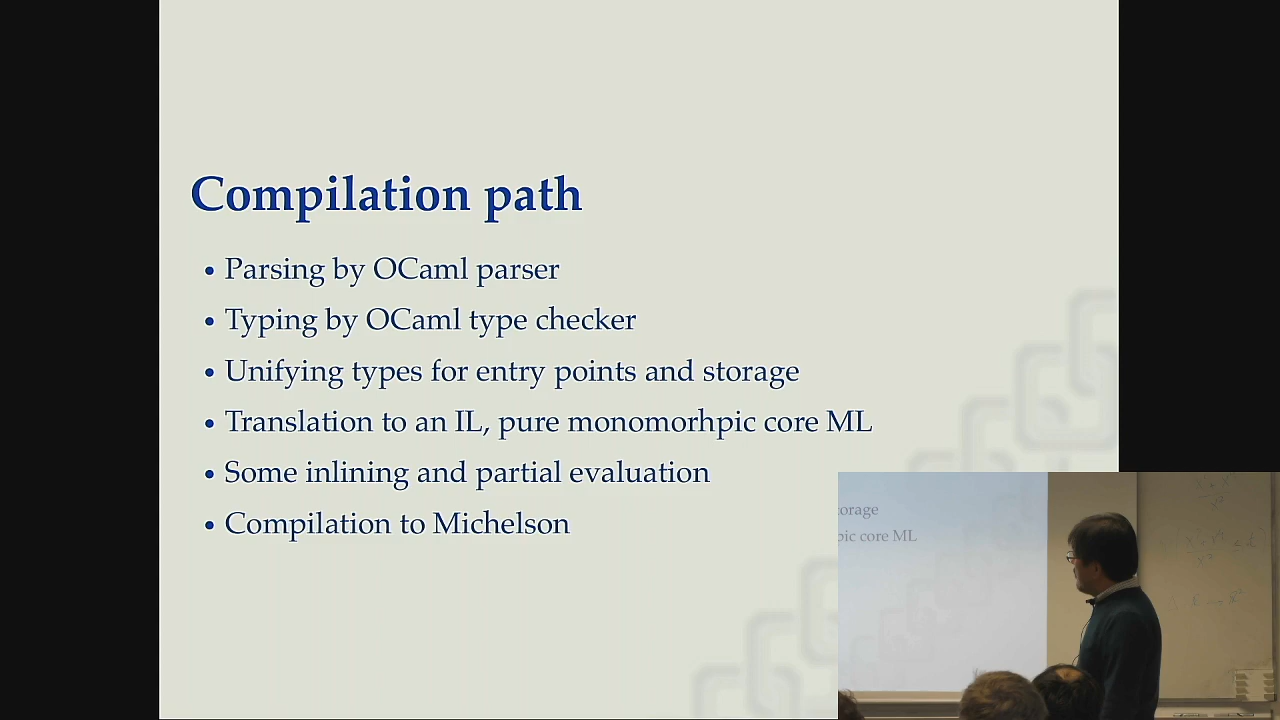 Compilation path
• Parsing by OCaml parser
• Typing by OCaml type checker
• Unifying types for entry points and storage
• Translation to an IL, pure monomorhpic core ML
• Some inlining and partial evaluation
• Compilation to Michelson
torage
pic core ML